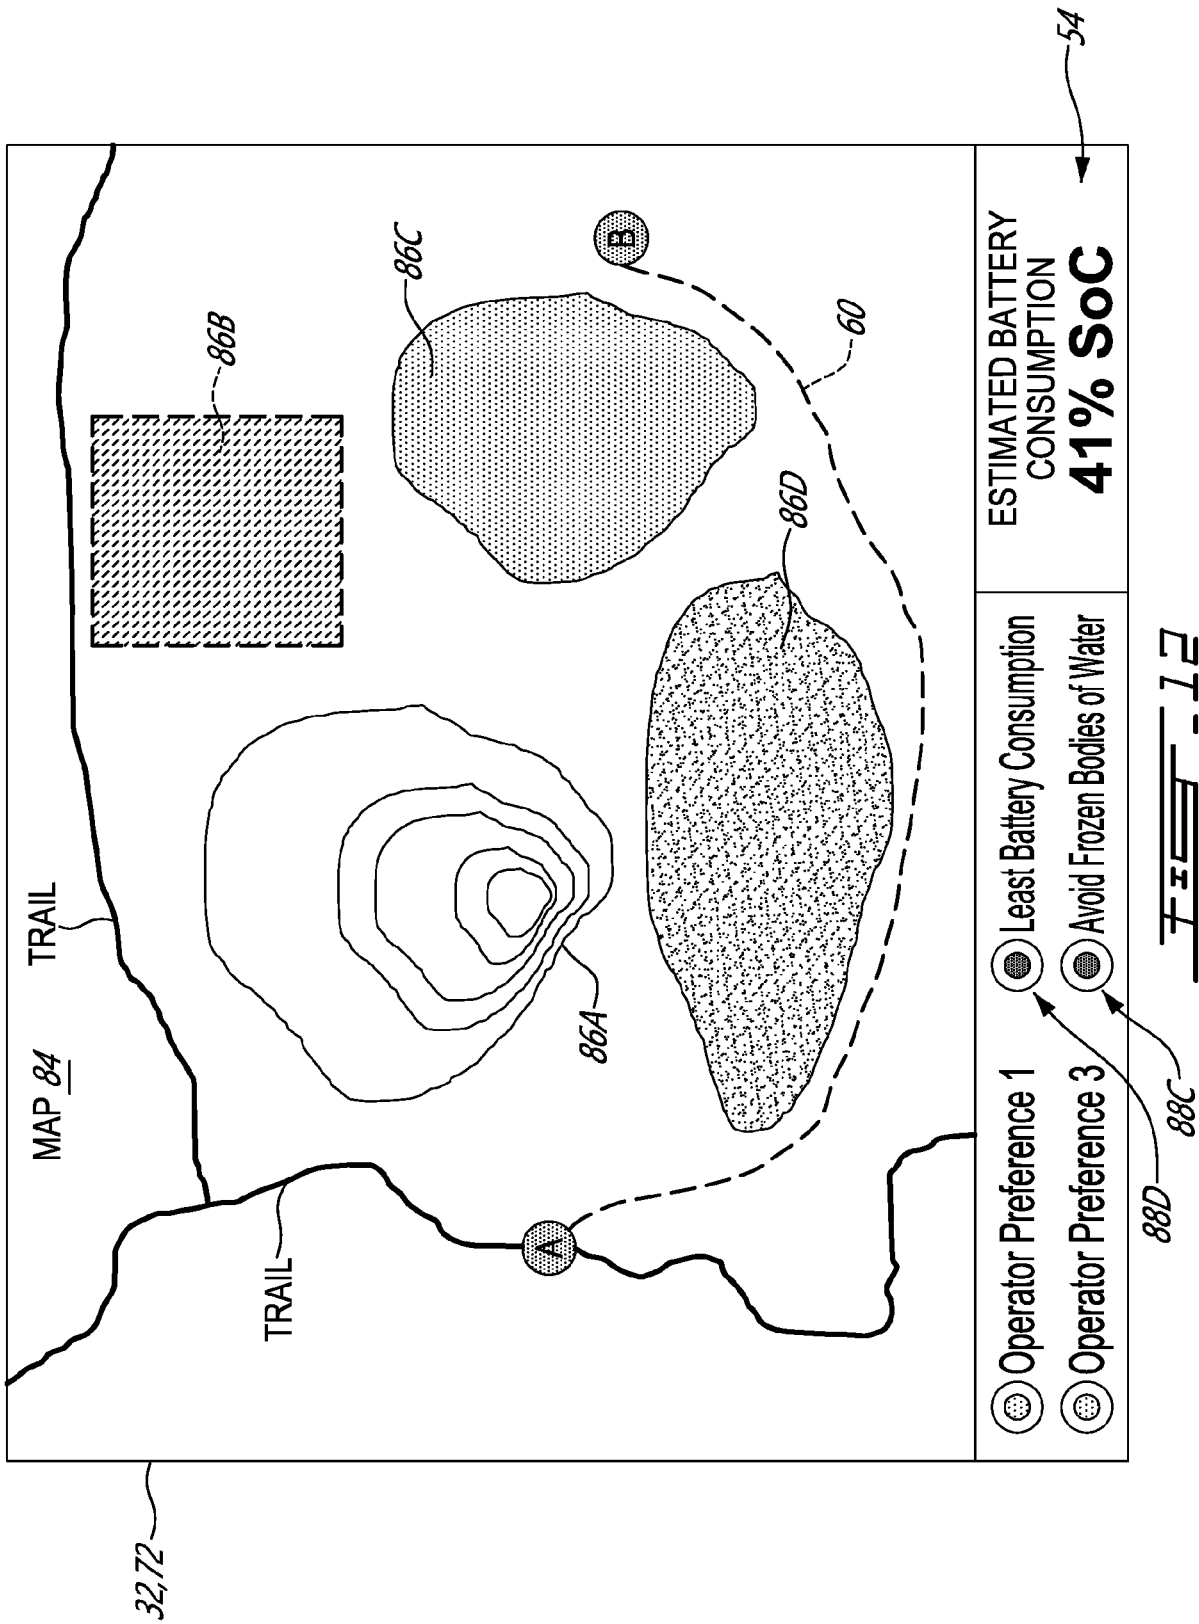 32,72
MAP 84
TRAIL
TRAIL
86B
86C
86A
86D
A
B
60
Operator Preference 1
Least Battery Consumption
Operator Preference 3
Avoid Frozen Bodies of Water
ESTIMATED BATTERY
CONSUMPTION
41% SoC
54
88D
88C
FIG. 12